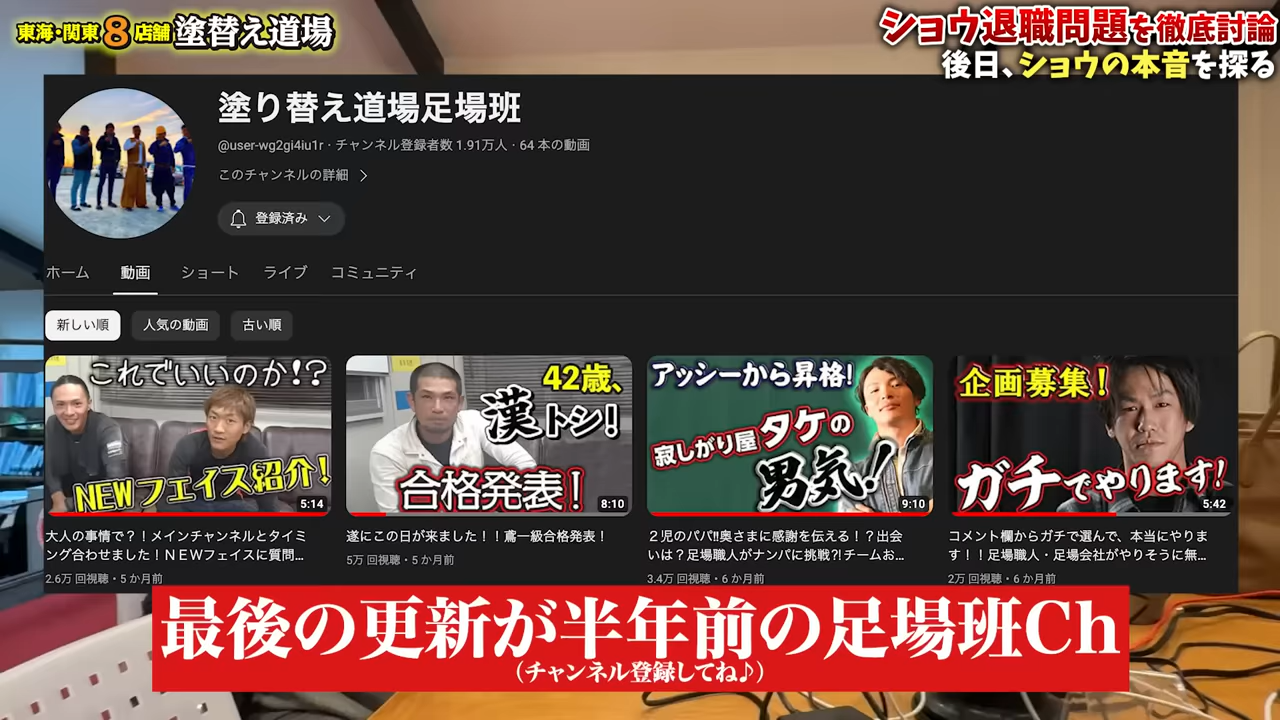 東海・関東8店舗塗替え道場
ショウ退職問題を徹底討論
後日、ショウの本音を探る
塗り替え道場足場班
@user-wg2gi4iu1r・チャンネル登録者数 1.91万人・64 本の動画
このチャンネルの詳細
登録済み
ホーム 動画 ショート ライブ コミュニティ
新しい順 人気の動画 古い順
これでいいのか!?
NEWフェイス紹介!
5:14
42歳、
漢トシ!
合格発表!
8:10
アッシーから昇格!
寂しがり屋タケの
男気!
9:10
企画募集!
ガチでやります!
5:42
大人の事情で?!メインチャンネルとタイミ
ング合わせました!NEWフェイスに質問...
2.6万 回視聴・5 か月前
遂にこの日が来ました!!鳶一級合格発表!
5万 回視聴・5 か月前
2児のパパ!!奥さまに感謝を伝える!?出会
いは?足場職人がナンパに挑戦?!チームお...
3.4万 回視聴・6 か月前
コメント欄からガチで選んで、本当にやりま
す!!足場職人・足場会社がやりそうに無...
2万 回視聴・6 か月前
最後の更新が半年前の足場班Ch
(チャンネル登録してね♪)